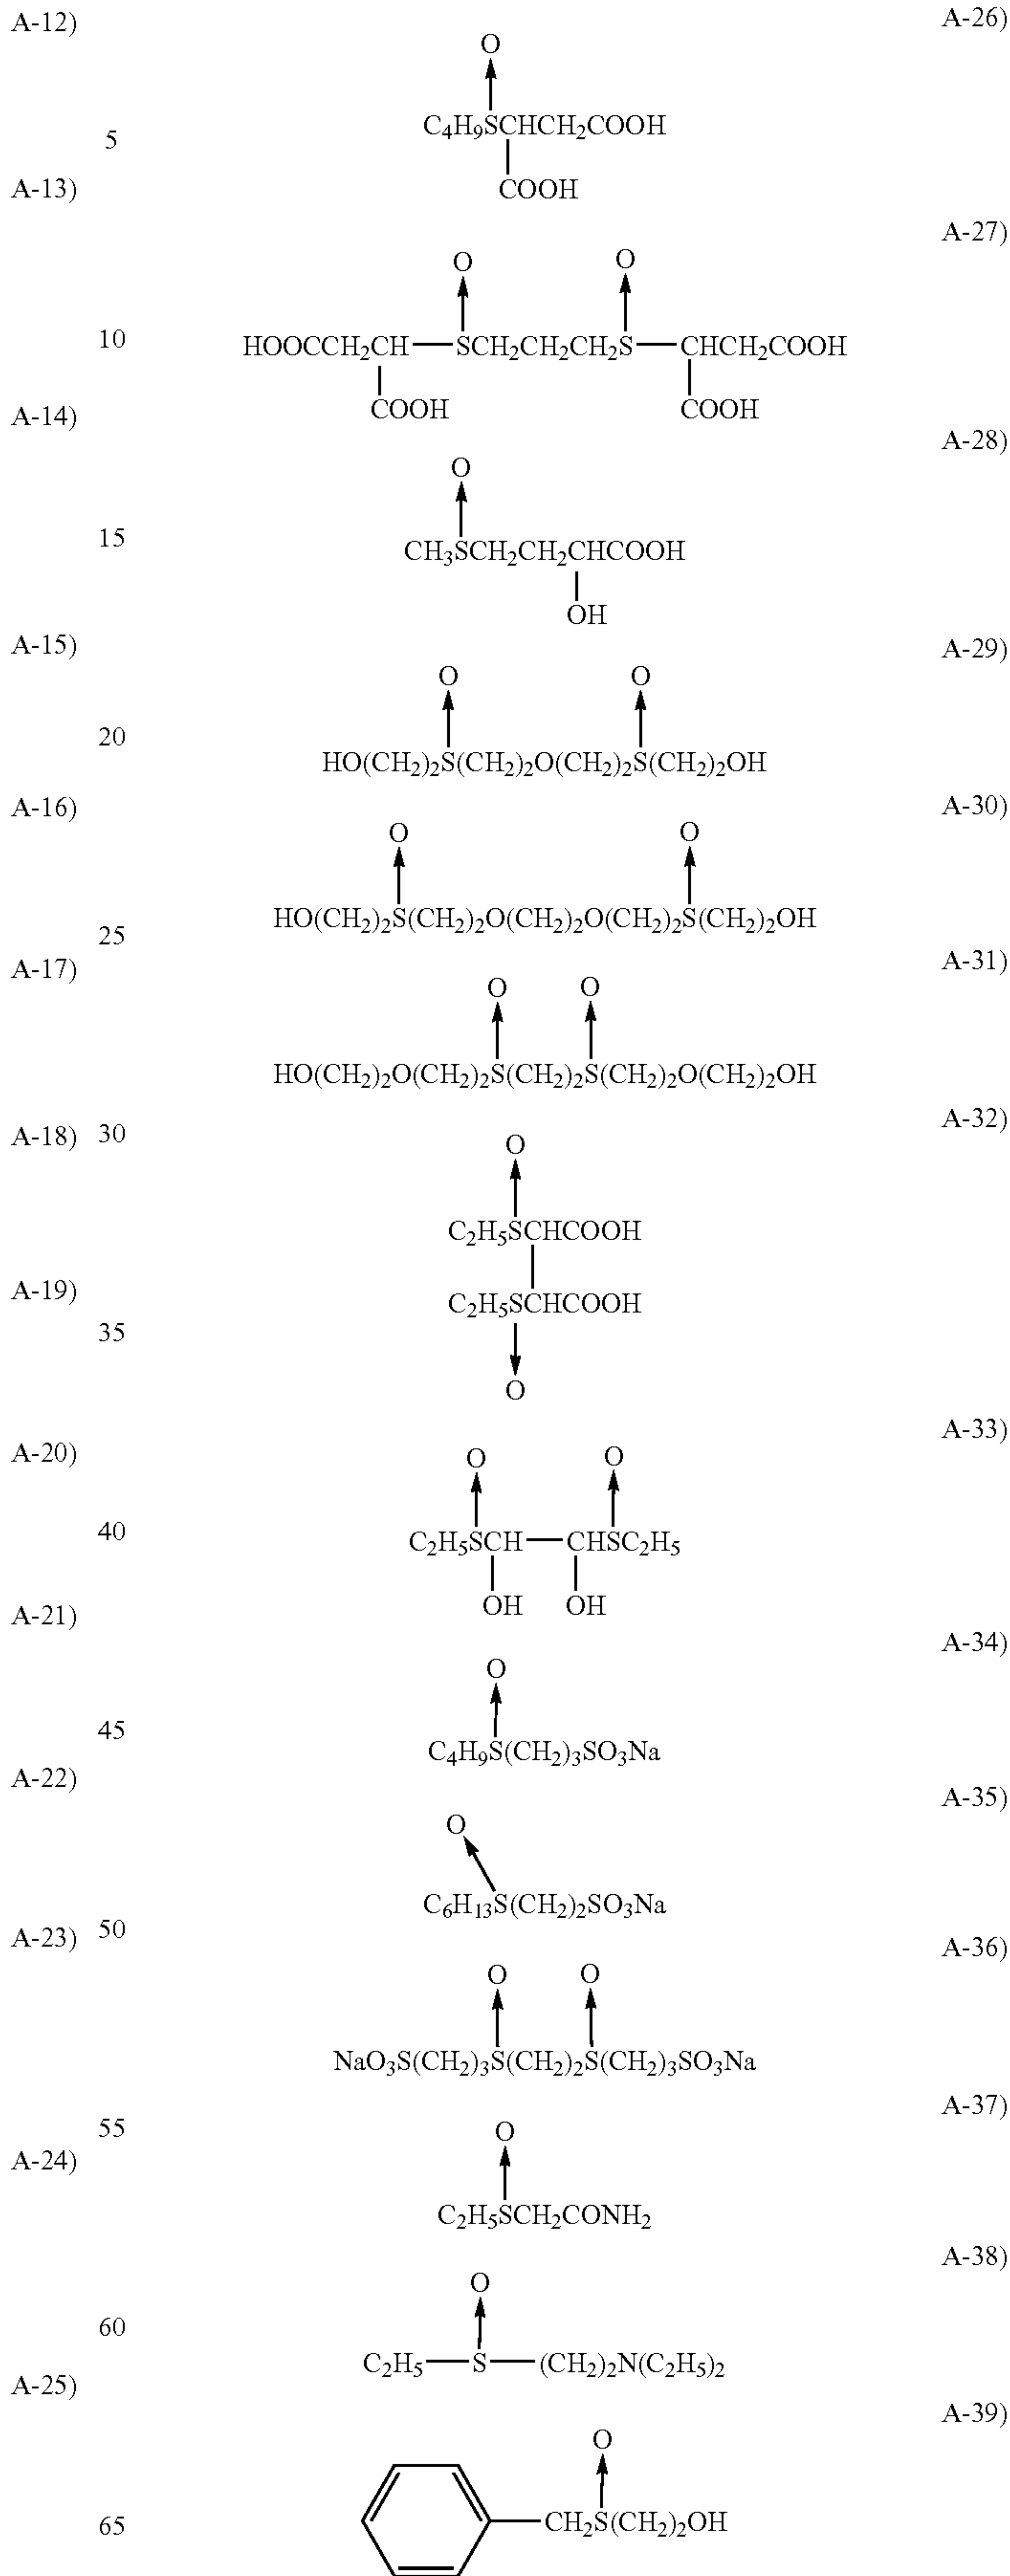 A-12) A-26)
O
C₄H₉SCHCH₂COOH
5
COOH
A-13)
A-27)
O O
10 HOOCCH₂CH SCH₂CH₂CH₂S CHCH₂COOH
COOH COOH
A-14)
A-28)
O
15 CH₃SCH₂CH₂CHCOOH
OH
A-15) A-29)
O O
20
HO(CH₂)₂S(CH₂)₂O(CH₂)₂S(CH₂)₂OH
A-16) A-30)
O O
HO(CH₂)₂S(CH₂)₂O(CH₂)₂O(CH₂)₂S(CH₂)₂OH
25
A-17) A-31)
O O
HO(CH₂)₂O(CH₂)₂S(CH₂)₂S(CH₂)₂O(CH₂)₂OH
A-32)
A-18) 30
O
C₂H₅SCHCOOH
A-19)
C₂H₅SCHCOOH
35
O
A-33)
A-20)
O O
40
C₂H₅SCH CHSC₂H₅
OH OH
A-21)
A-34)
O
45
C₄H₉S(CH₂)₃SO₃Na
A-22)
A-35)
O
C₆H₁₃S(CH₂)₂SO₃Na
50
A-23) A-36)
O O
NaO₃S(CH₂)₃S(CH₂)₂S(CH₂)₃SO₃Na
A-37)
55
O
A-24)
C₂H₅SCH₂CONH₂
A-38)
O
60
C₂H₅ S (CH₂)₂N(C₂H₅)₂
A-25)
A-39)
O
65 CH₂S(CH₂)₂OH